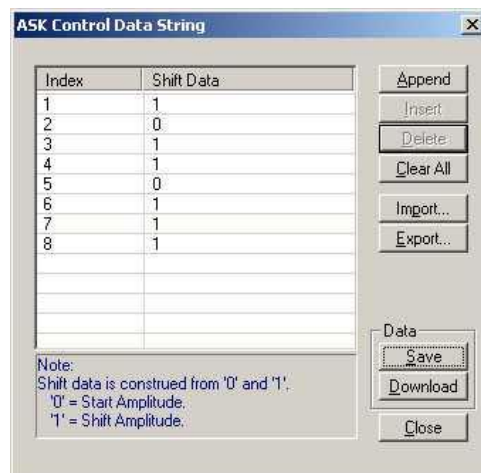 ASK Control Data String
Index Shift Data
1 1
2 0
3 1
4 1
5 0
6 1
7 1
8 1
Append
Insert
Delete
Clear All
Import...
Export...
Data
Save
Download
Close
Note:
Shift data is construed from '0' and '1'.
'0' = Start Amplitude.
'1' = Shift Amplitude.